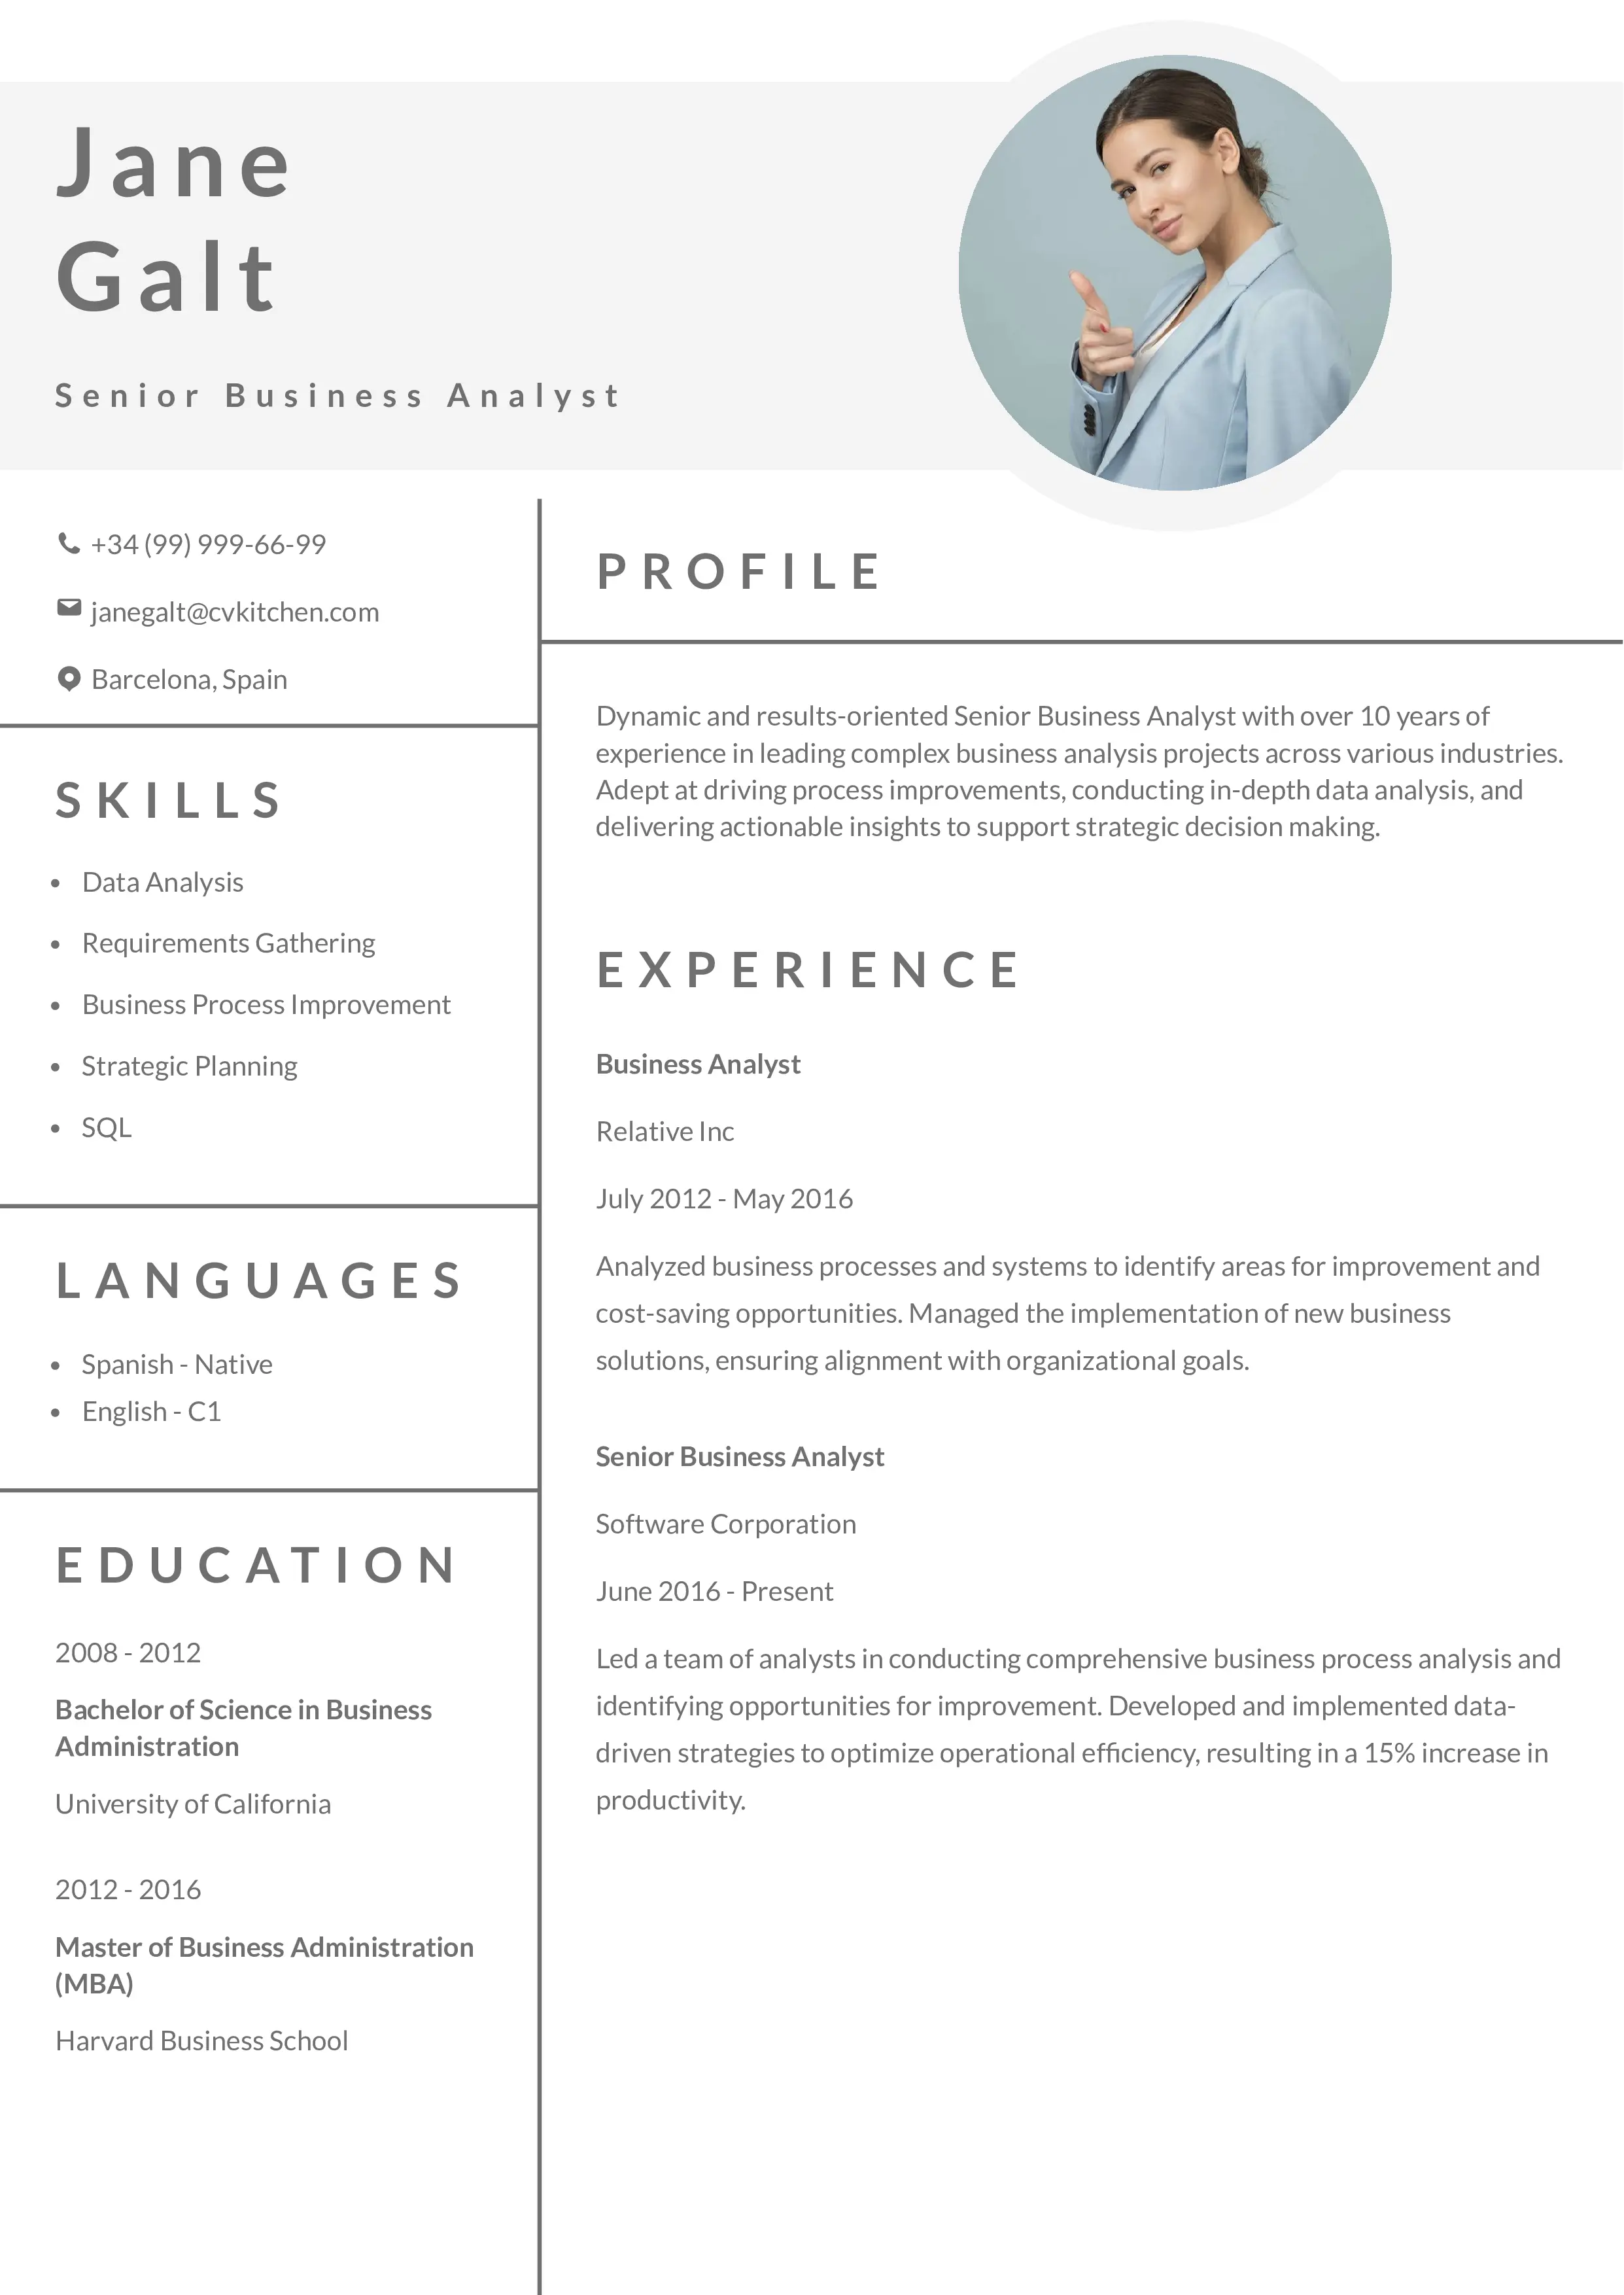 Jane
Galt
Senior Business Analyst
+34 (99) 999-66-99
janegalt@cvkitchen.com
Barcelona, Spain
SKILLS
• Data Analysis
• Requirements Gathering
• Business Process Improvement
• Strategic Planning
• SQL
LANGUAGES
• Spanish - Native
• English - C1
EDUCATION
2008 - 2012
Bachelor of Science in Business
Administration
University of California
2012 - 2016
Master of Business Administration
(MBA)
Harvard Business School
PROFILE
Dynamic and results-oriented Senior Business Analyst with over 10 years of
experience in leading complex business analysis projects across various industries.
Adept at driving process improvements, conducting in-depth data analysis, and
delivering actionable insights to support strategic decision making.
EXPERIENCE
Business Analyst
Relative Inc
July 2012 - May 2016
Analyzed business processes and systems to identify areas for improvement and
cost-saving opportunities. Managed the implementation of new business
solutions, ensuring alignment with organizational goals.
Senior Business Analyst
Software Corporation
June 2016 - Present
Led a team of analysts in conducting comprehensive business process analysis and
identifying opportunities for improvement. Developed and implemented data-
driven strategies to optimize operational efficiency, resulting in a 15% increase in
productivity.